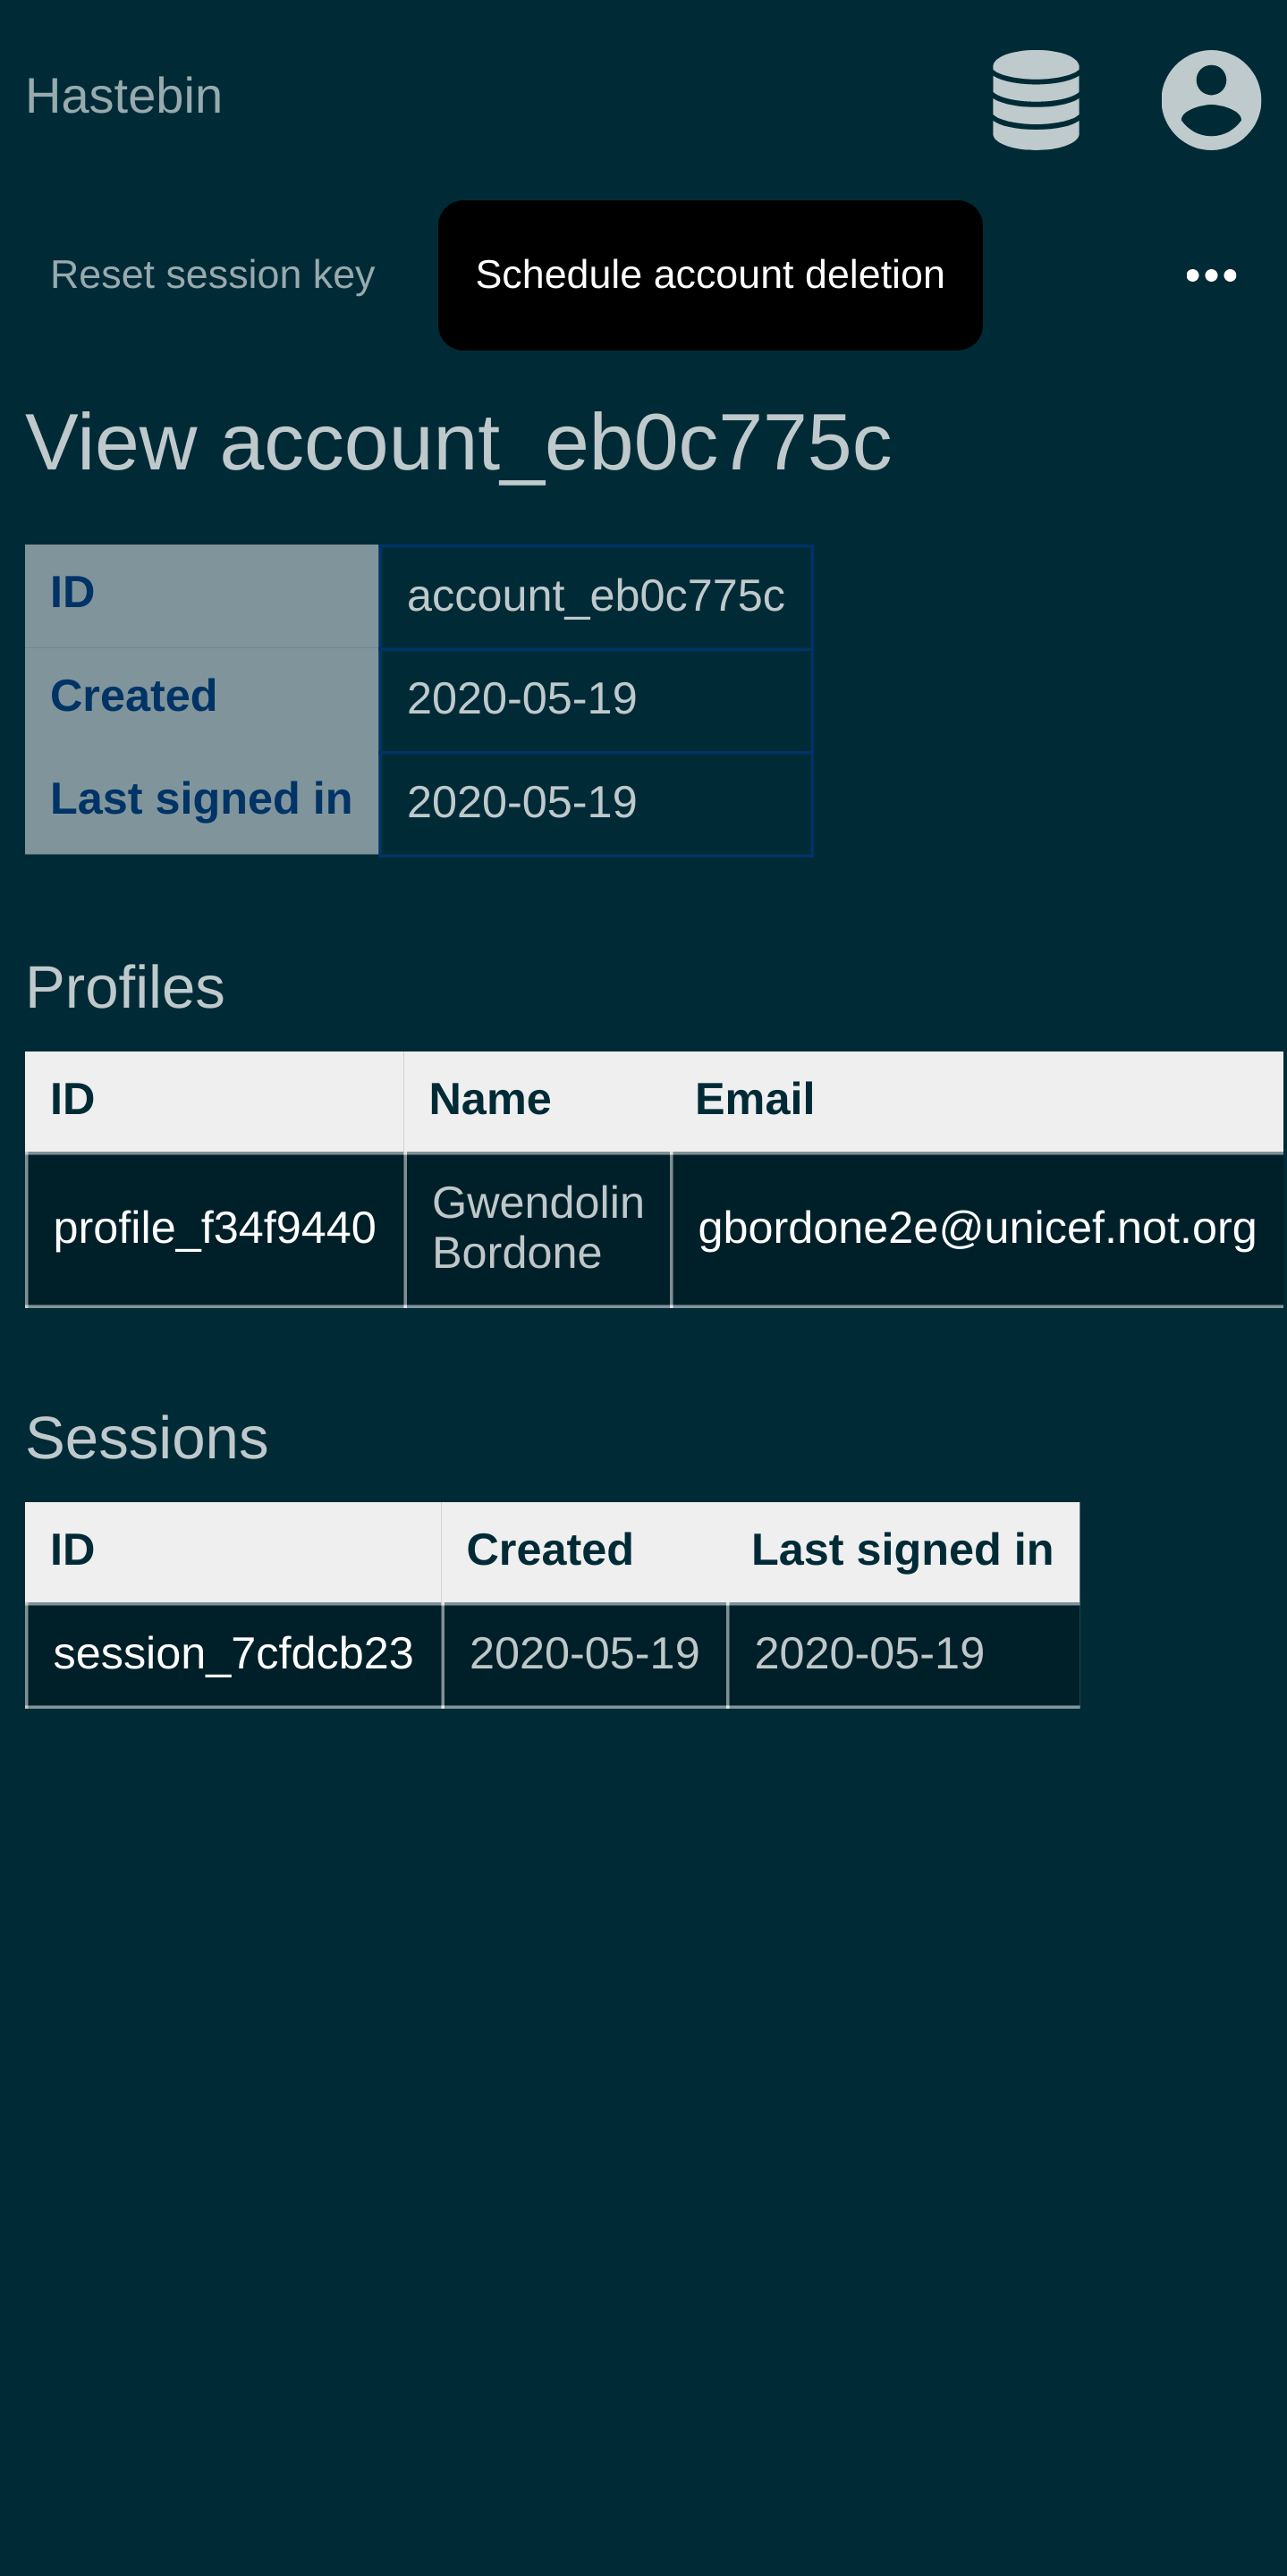 Hastebin
Reset session key Schedule account deletion •••
View account_eb0c775c
ID account_eb0c775c
Created 2020-05-19
Last signed in 2020-05-19
Profiles
ID Name Email
profile_f34f9440 Gwendolin Bordone gbordone2e@unicef.not.org
Sessions
ID Created Last signed in
session_7cfdcb23 2020-05-19 2020-05-19